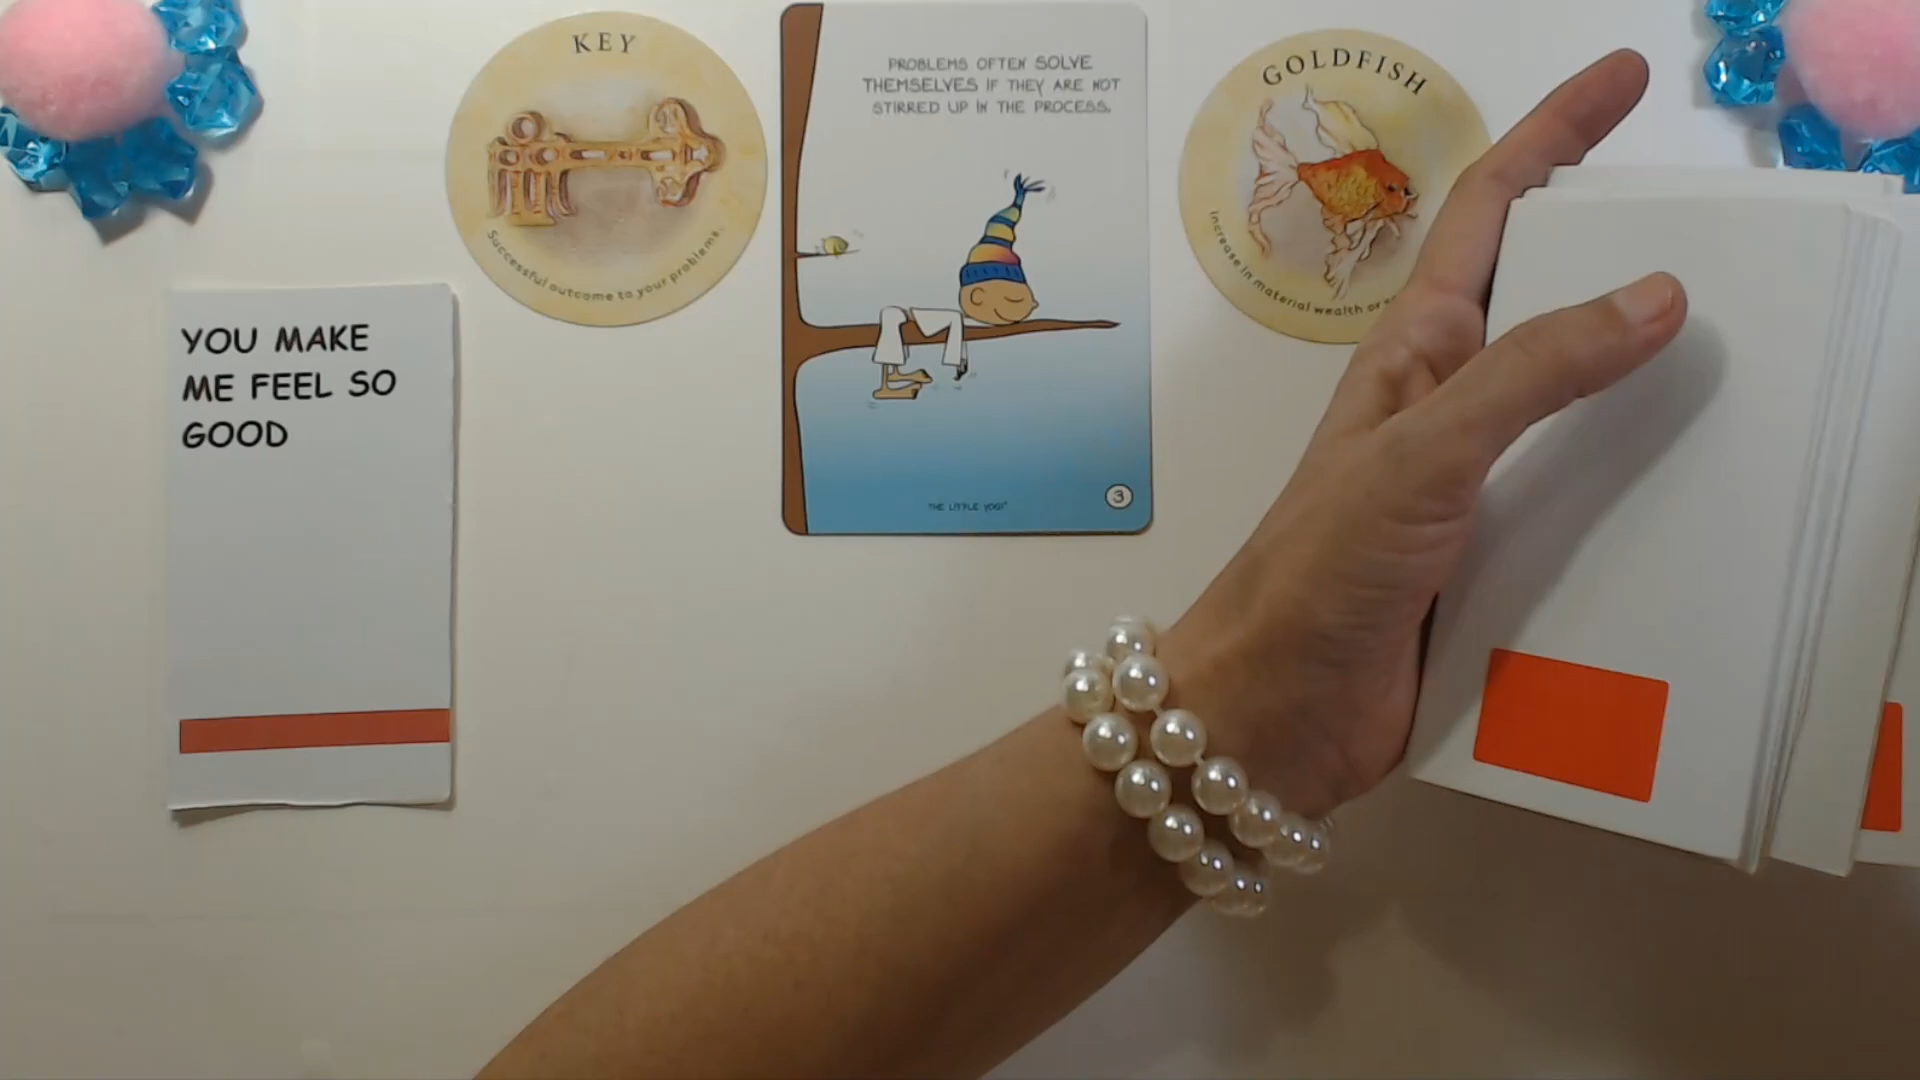 KEY
Successful outcome to your problems.
PROBLEMS OFTEN SOLVE
THEMSELVES IF THEY ARE NOT
STIRRED UP IN THE PROCESS.
THE LITTLE YOGI
3
GOLDFISH
Increase in material wealth or
YOU MAKE
ME FEEL SO
GOOD